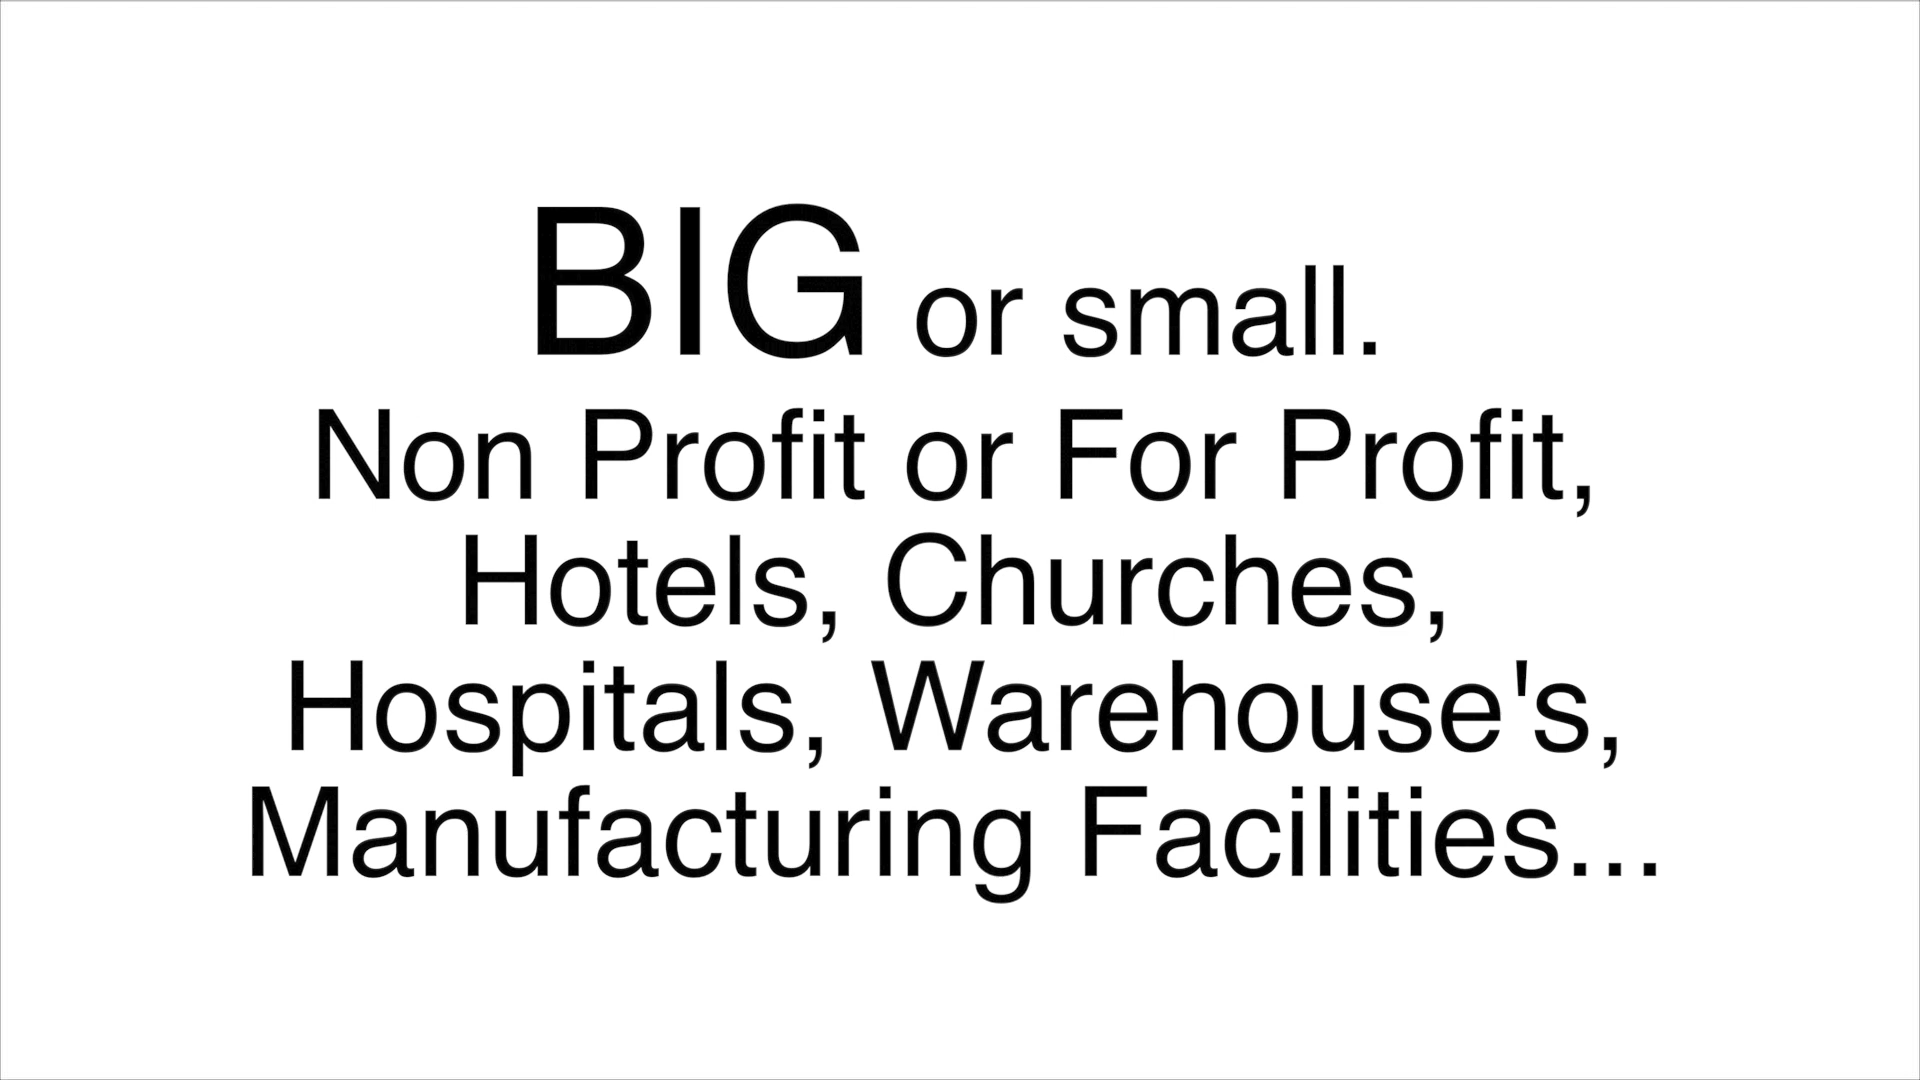 BIG or small.
Non Profit or For Profit,
Hotels, Churches,
Hospitals, Warehouse's,
Manufacturing Facilities...